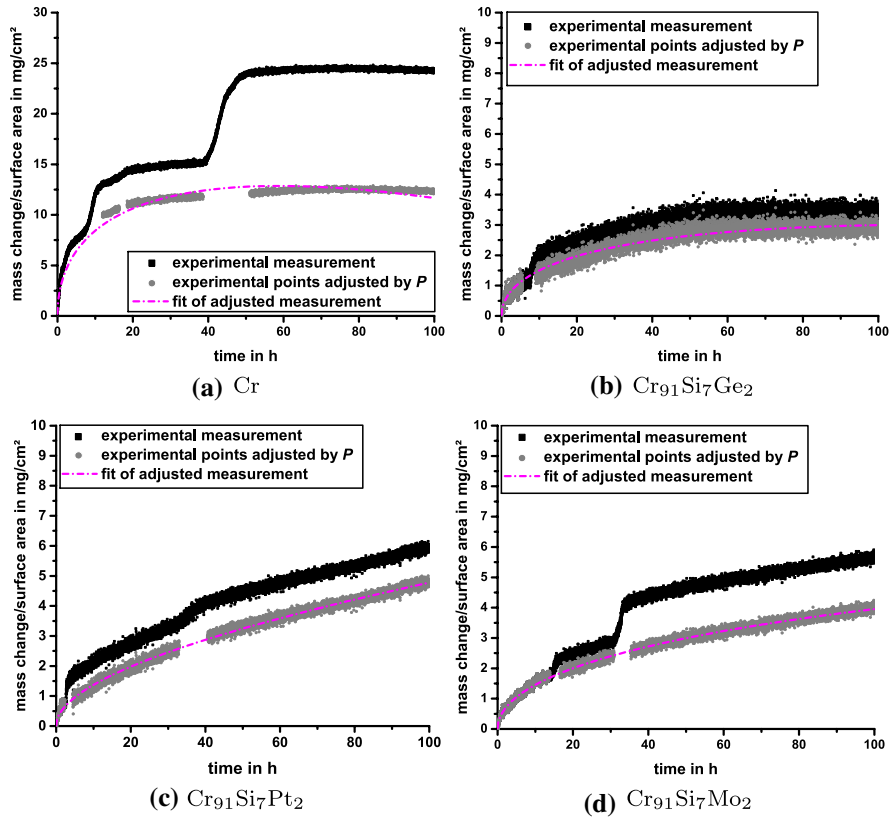 mass change/surface area in mg/cm²
30
25
20
15
10
5
0
experimental measurement
experimental points adjusted by P
fit of adjusted measurement
0 20 40 60 80 100
time in h
(a) Cr
mass change/surface area in mg/cm²
10
9
8
7
6
5
4
3
2
1
0
experimental measurement
experimental points adjusted by P
fit of adjusted measurement
0 20 40 60 80 100
time in h
(b) Cr₉₁Si₇Ge₂
mass change/surface area in mg/cm²
10
9
8
7
6
5
4
3
2
1
0
experimental measurement
experimental points adjusted by P
fit of adjusted measurement
0 20 40 60 80 100
time in h
(c) Cr₉₁Si₇Pt₂
mass change/surface area in mg/cm²
10
9
8
7
6
5
4
3
2
1
0
experimental measurement
experimental points adjusted by P
fit of adjusted measurement
0 20 40 60 80 100
time in h
(d) Cr₉₁Si₇Mo₂